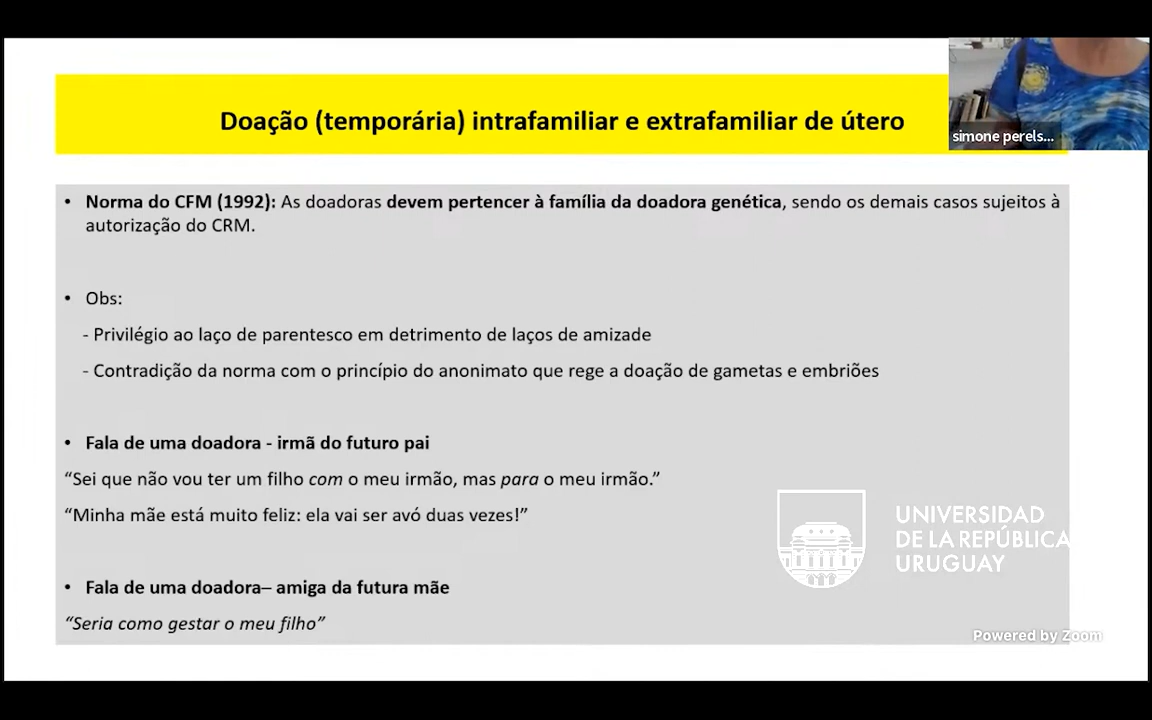 Doação (temporária) intrafamiliar e extrafamiliar de útero
simone perels...
• Norma do CFM (1992): As doadoras devem pertencer à família da doadora genética, sendo os demais casos sujeitos à
autorização do CRM.
• Obs:
- Privilégio ao laço de parentesco em detrimento de laços de amizade
- Contradição da norma com o princípio do anonimato que rege a doação de gametas e embriões
• Fala de uma doadora - irmã do futuro pai
“Sei que não vou ter um filho com o meu irmão, mas para o meu irmão.”
“Minha mãe está muito feliz: ela vai ser avó duas vezes!”
• Fala de uma doadora– amiga da futura mãe
“Seria como gestar o meu filho”
UNIVERSIDAD
DE LA REPÚBLICA
URUGUAY
Powered by Zoom